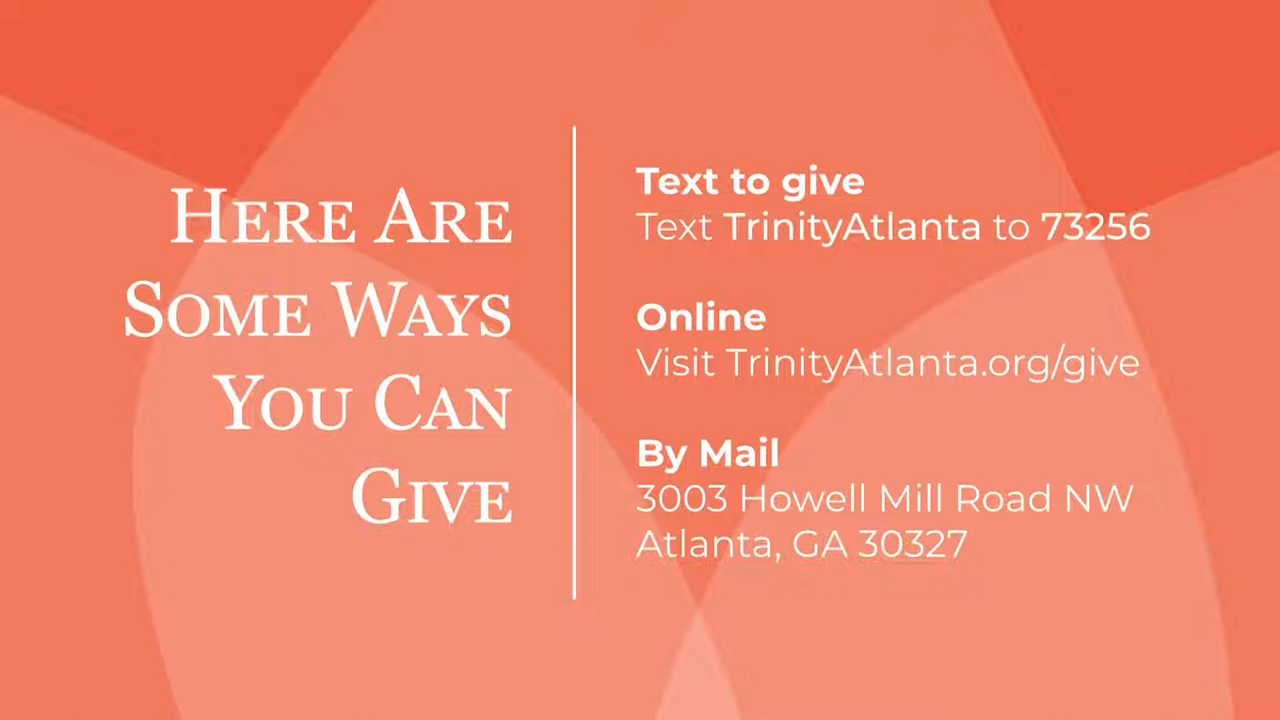 Here Are
Some Ways
You Can
Give
Text to give
Text TrinityAtlanta to 73256
Online
Visit TrinityAtlanta.org/give
By Mail
3003 Howell Mill Road NW
Atlanta, GA 30327